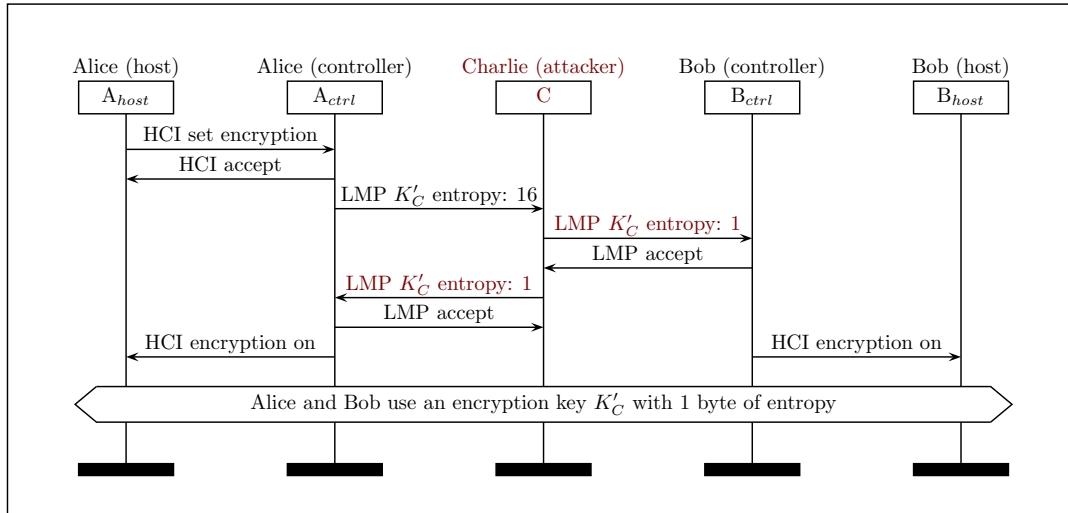 Alice (host) Alice (controller) Charlie (attacker) Bob (controller) Bob (host)
A_host A_ctrl C B_ctrl B_host
HCI set encryption
HCI accept
LMP K′_C entropy: 16
LMP K′_C entropy: 1
LMP accept
LMP K′_C entropy: 1
LMP accept
HCI encryption on HCI encryption on
Alice and Bob use an encryption key K′_C with 1 byte of entropy